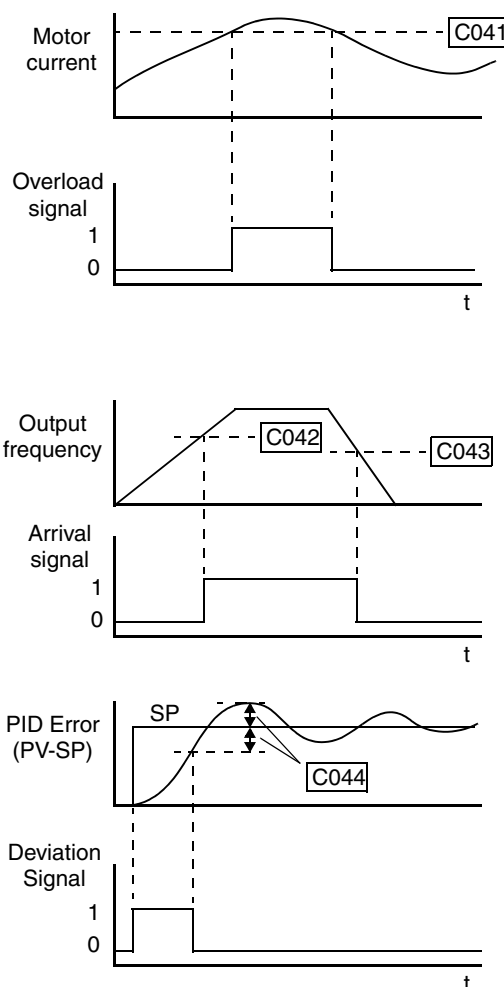 Motor
current
C041
Overload
signal
1
0
t
Output
frequency
C042
C043
Arrival
signal
1
0
t
PID Error
(PV-SP)
SP
C044
Deviation
Signal
1
0
t